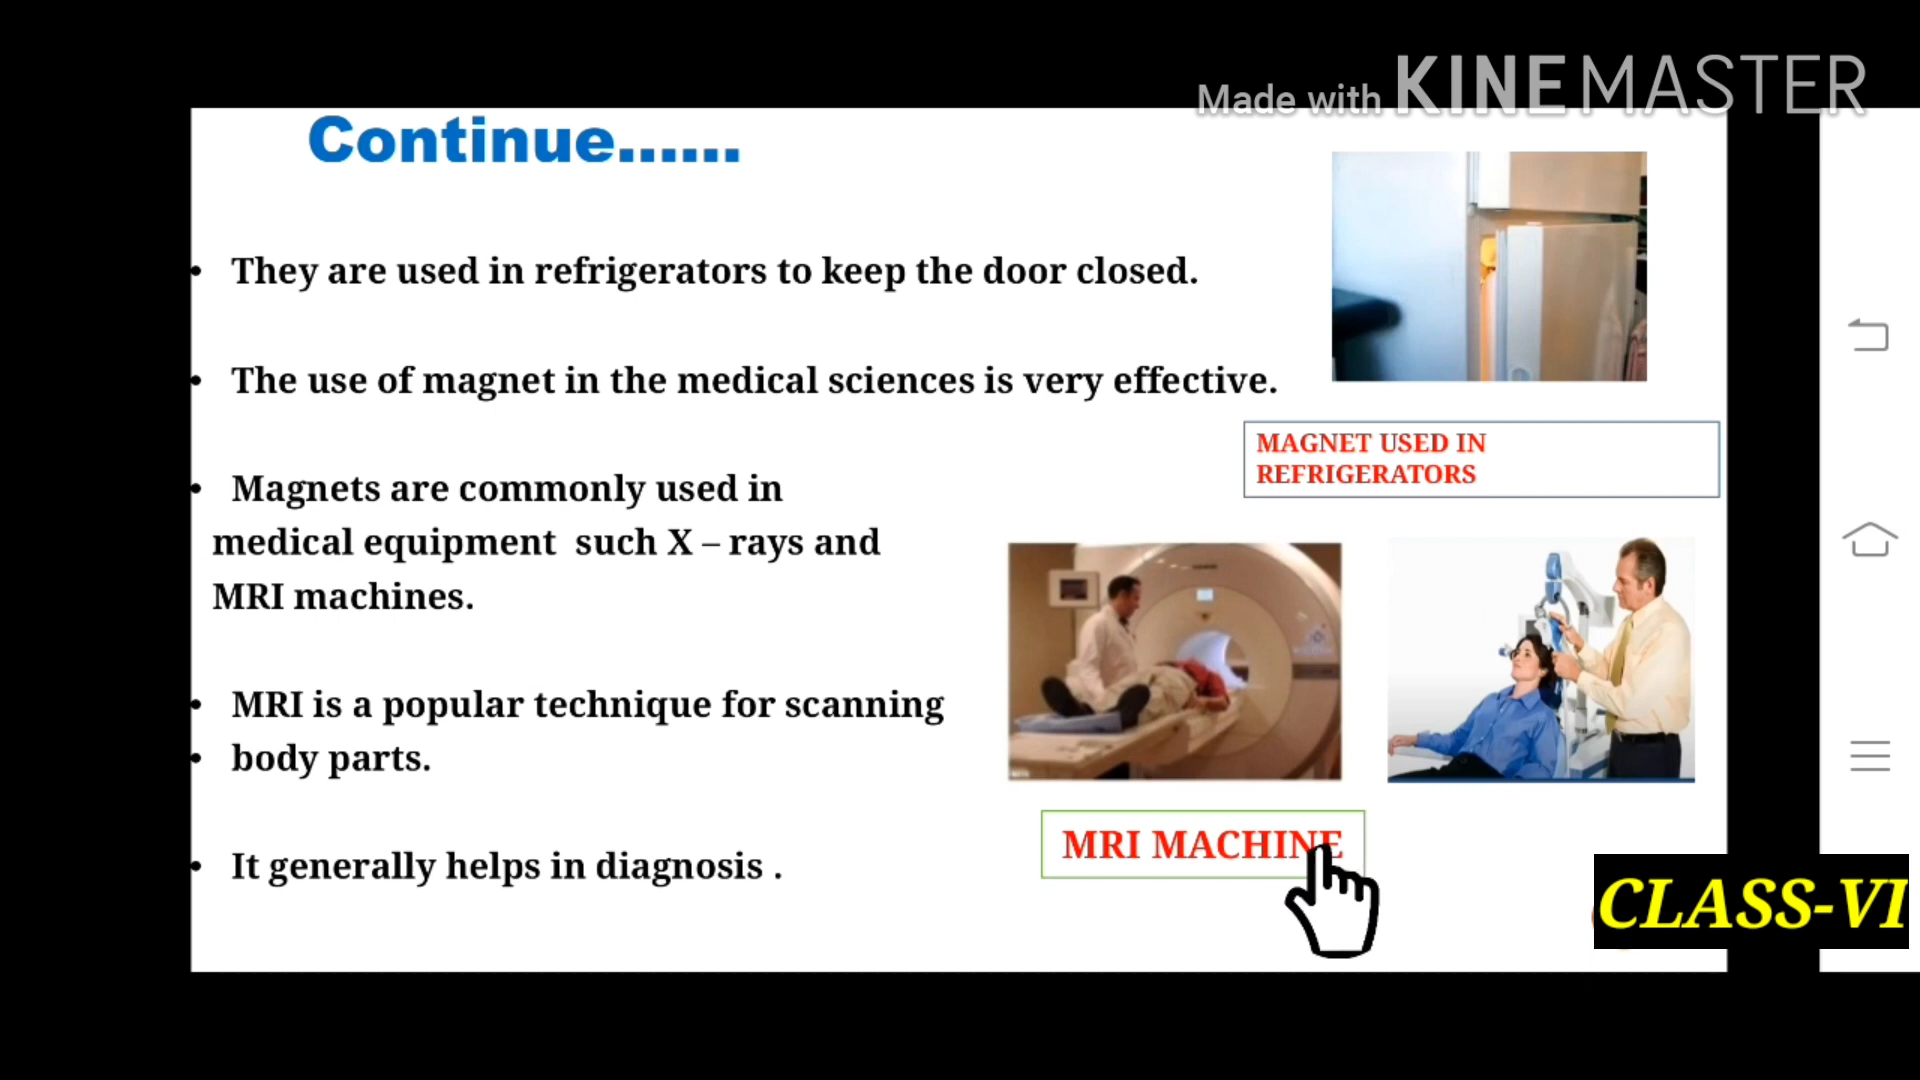 Made with KINEMASTER
Continue......
• They are used in refrigerators to keep the door closed.
• The use of magnet in the medical sciences is very effective.
MAGNET USED IN
REFRIGERATORS
• Magnets are commonly used in
medical equipment such X – rays and
MRI machines.
• MRI is a popular technique for scanning
• body parts.
MRI MACHINE
• It generally helps in diagnosis .
CLASS-VI